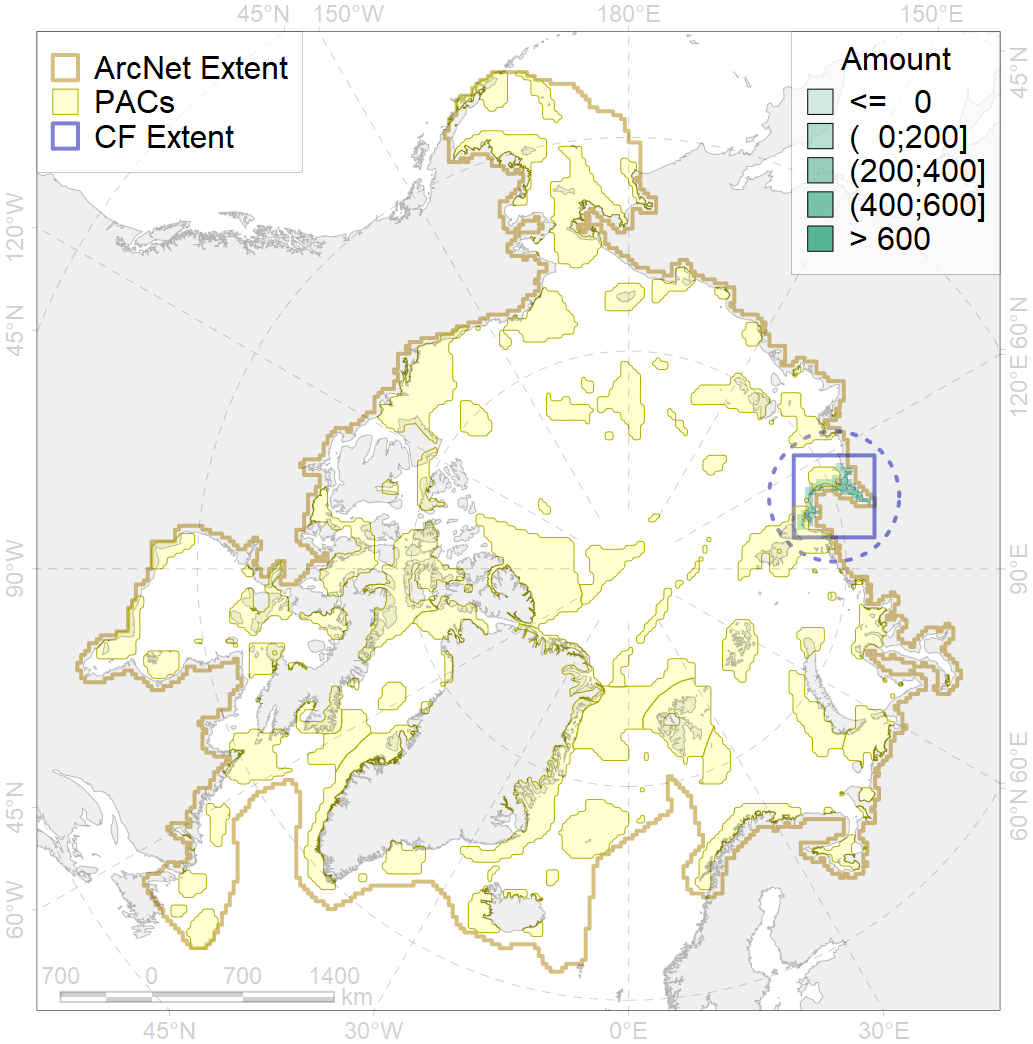 45°N 150°W 180°E 150°E
ArcNet Extent
PACs
CF Extent
Amount
<= 0
( 0;200]
(200;400]
(400;600]
> 600
45°N
120°W
60°N
45°N
120°E
90°W
90°E
60°E
45°N
60°N
60°W
700 0 700 1400
km
45°N 30°W 0°E 30°E